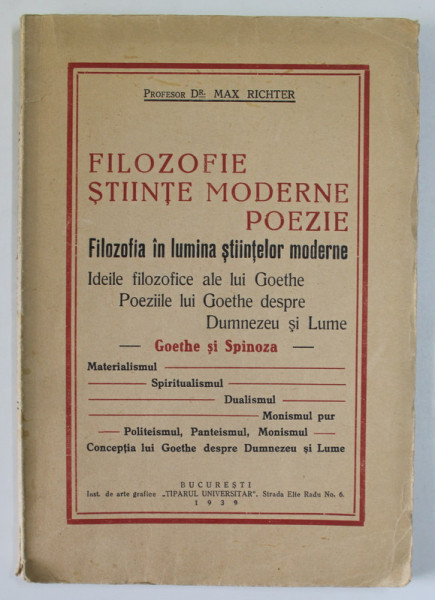 Profesor Dr. MAX RICHTER
FILOZOFIE
ŞTIINŢE MODERNE
POEZIE
Filozofia în lumina ştiinţelor moderne
Ideile filozofice ale lui Goethe
Poeziile lui Goethe despre
Dumnezeu şi Lume
— Goethe şi Spinoza —
Materialismul
Spiritualismul
Dualismul
Monismul pur
Politeismul, Panteismul, Monismul
Concepţia lui Goethe despre Dumnezeu şi Lume
BUCUREŞTI
Inst. de arte grafice „TIPARUL UNIVERSITAR", Strada Elie Radu No. 6.
1939